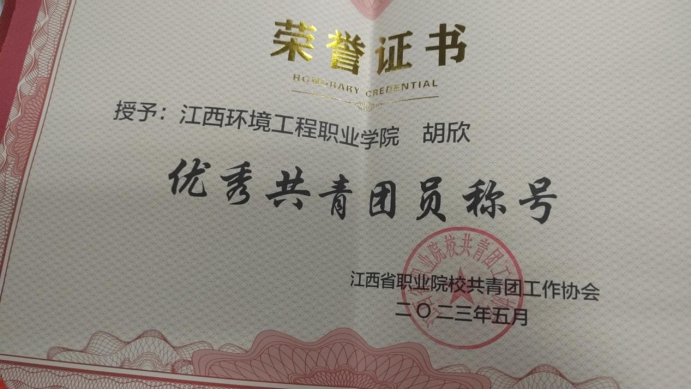 荣誉证书
HONORARY CREDENTIAL
授予：江西环境工程职业学院 胡欣
优秀共青团员称号
江西省职业院校共青团工作协会
二〇二三年五月